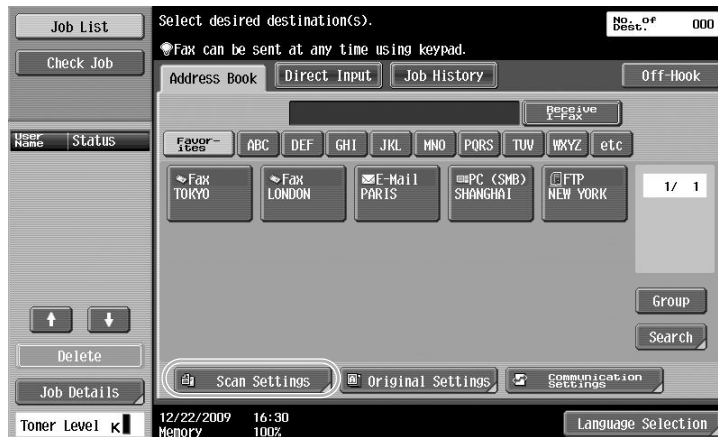 Job List
Check Job
User Name
Status
Delete
Job Details
Toner Level K
Select desired destination(s).
No. of Dest. 000
Fax can be sent at any time using keypad.
Address Book
Direct Input
Job History
Off-Hook
Receive I-Fax
Favor-ites
ABC
DEF
GHI
JKL
MNO
PQRS
TUV
WXYZ
etc
Fax
TOKYO
Fax
LONDON
E-Mail
PARIS
PC (SMB)
SHANGHAI
FTP
NEW YORK
1/ 1
Group
Search
Scan Settings
Original Settings
Communication Settings
12/22/2009 16:30
Memory 100%
Language Selection